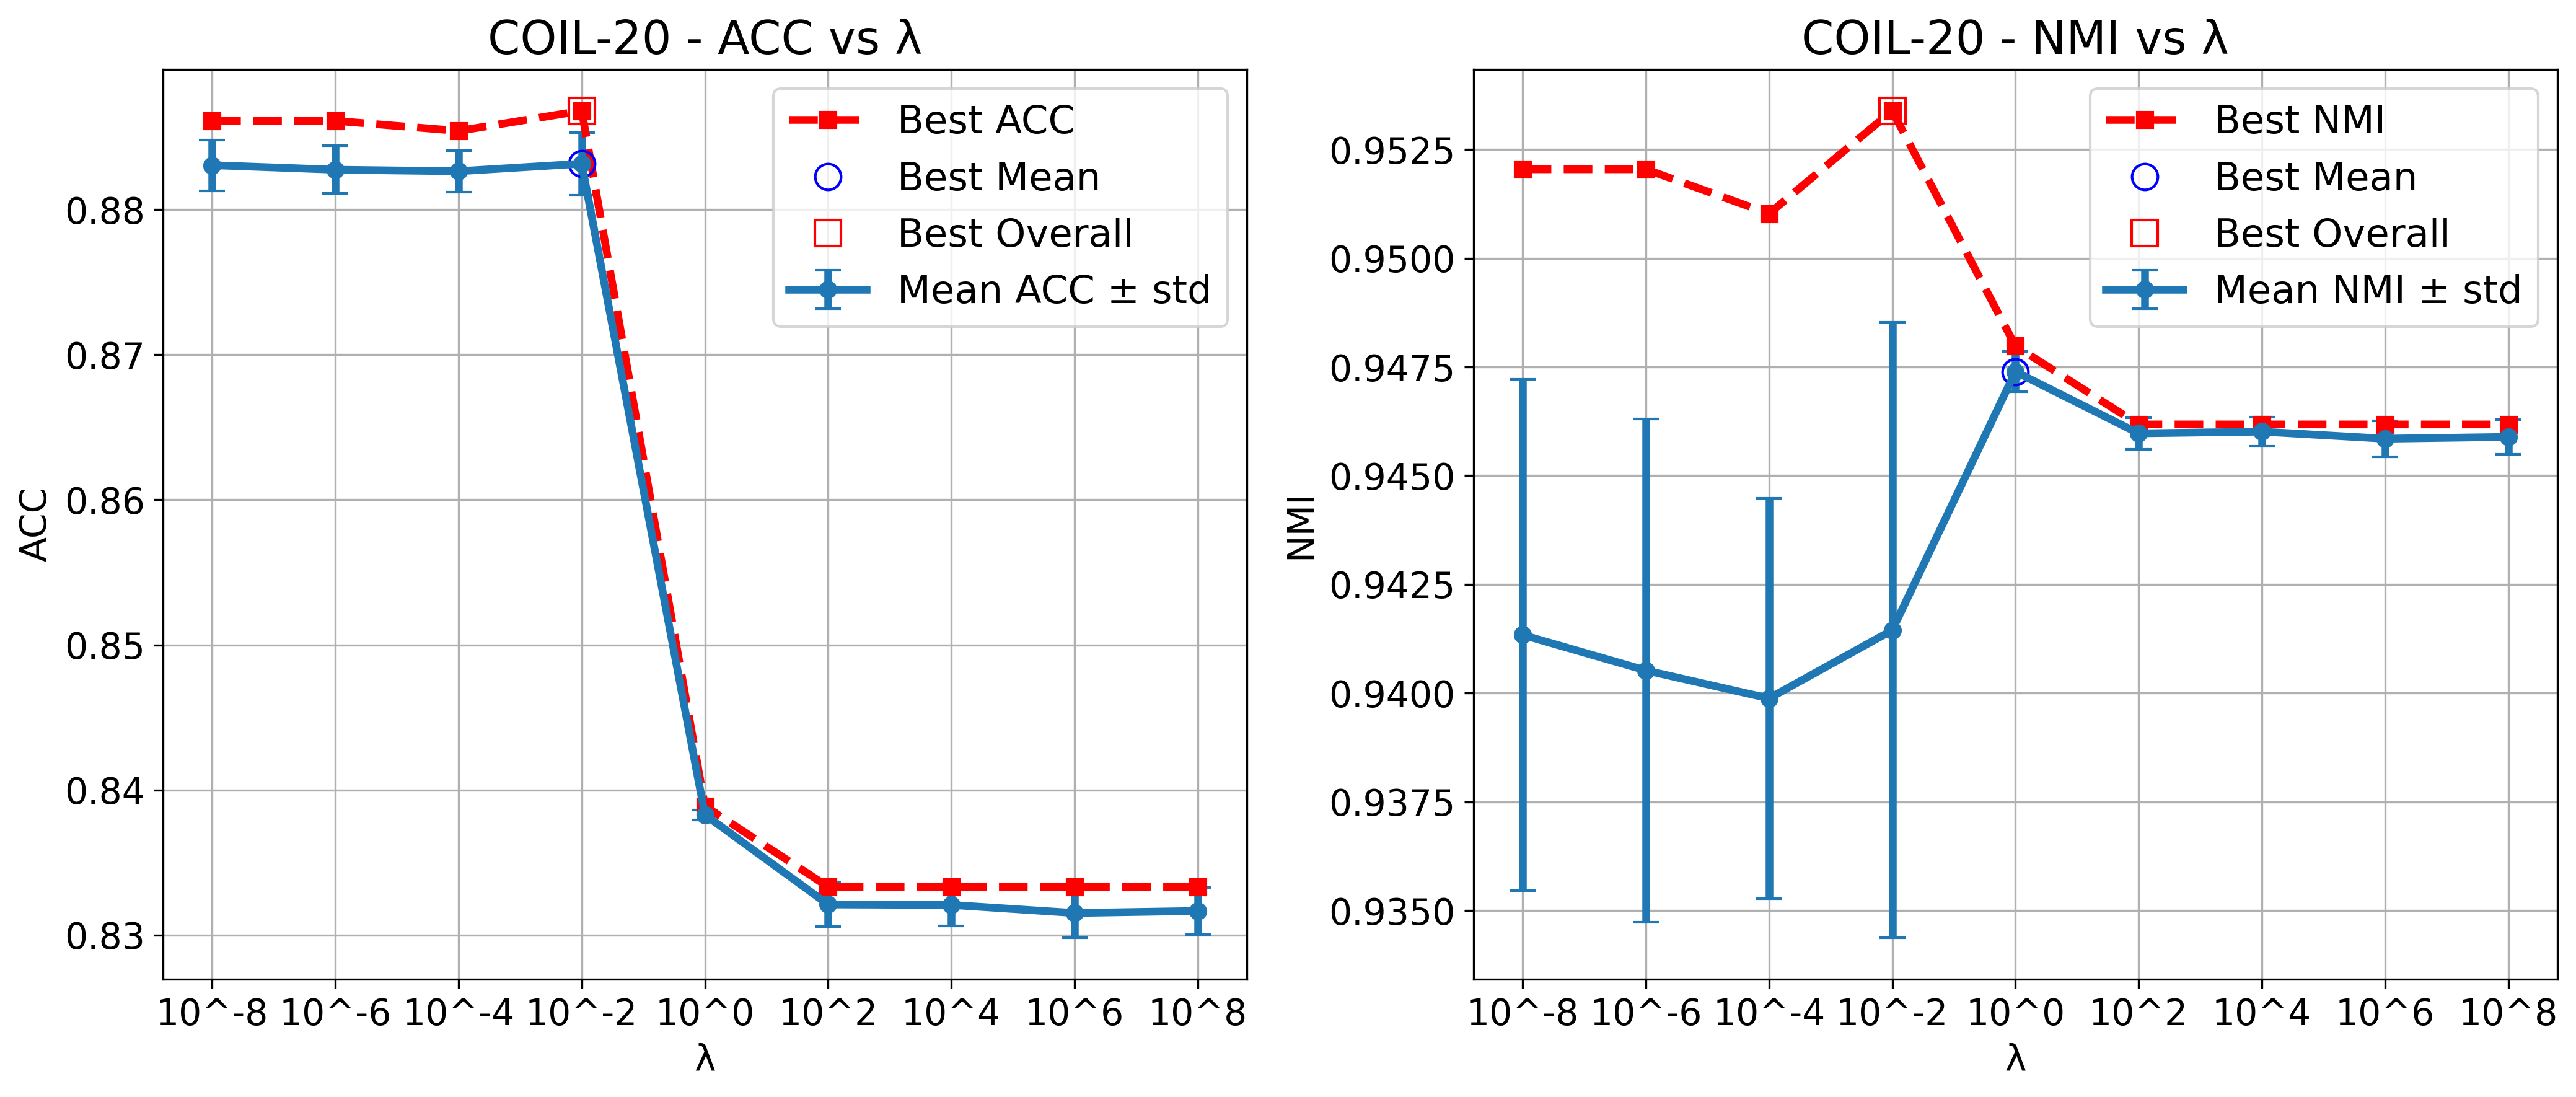 COIL-20 - ACC vs λ
ACC
0.88
0.87
0.86
0.85
0.84
0.83
Best ACC
Best Mean
Best Overall
Mean ACC ± std
10^-8 10^-6 10^-4 10^-2 10^0 10^2 10^4 10^6 10^8
λ
COIL-20 - NMI vs λ
NMI
0.9525
0.9500
0.9475
0.9450
0.9425
0.9400
0.9375
0.9350
Best NMI
Best Mean
Best Overall
Mean NMI ± std
10^-8 10^-6 10^-4 10^-2 10^0 10^2 10^4 10^6 10^8
λ